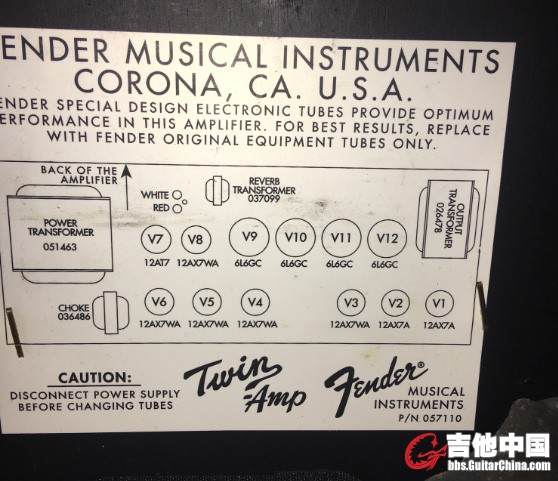 ENDER MUSICAL INSTRUMENTS
CORONA, CA. U.S.A.
ENDER SPECIAL DESIGN ELECTRONIC TUBES PROVIDE OPTIMUM
ERFORMANCE IN THIS AMPLIFIER. FOR BEST RESULTS, REPLACE
WITH FENDER ORIGINAL EQUIPMENT TUBES ONLY.
BACK OF THE
AMPLIFIER
WHITE
RED
REVERB
TRANSFORMER
037099
POWER
TRANSFORMER
051463
OUTPUT
TRANSFORMER
026478
V7 V8 V9 V10 V11 V12
12AT7 12AX7WA 6L6GC 6L6GC 6L6GC 6L6GC
CHOKE
036486
V6 V5 V4 V3 V2 V1
12AX7WA 12AX7WA 12AX7WA 12AX7WA 12AX7A 12AX7A
CAUTION:
DISCONNECT POWER SUPPLY
BEFORE CHANGING TUBES
Twin
-Amp
Fender®
MUSICAL
INSTRUMENTS
P/N 057110
吉他中国
bbs.GuitarChina.com